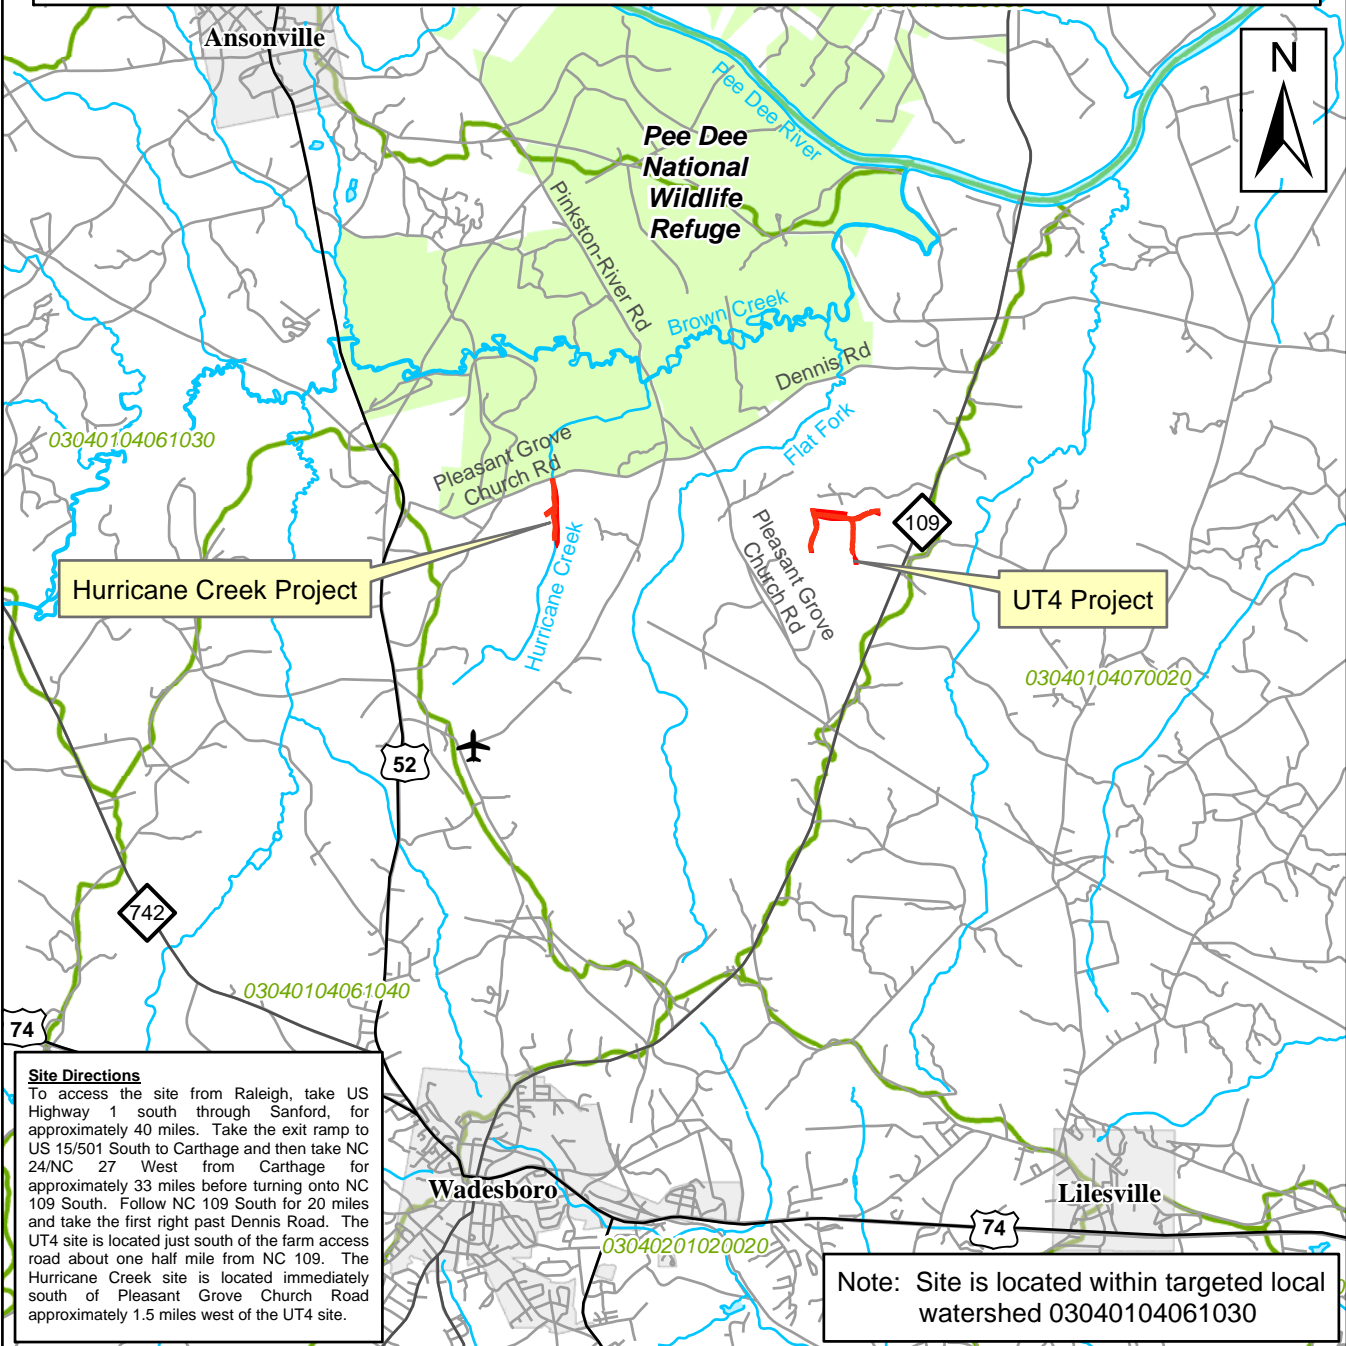 Ansonville
N
Pee Dee River
Pee Dee
National
Wildlife
Refuge
Pinkston-River Rd
Brown Creek
Dennis Rd
03040104061030
Flat Fork
Pleasant Grove
Church Rd
109
Pleasant Grove
Church Rd
Hurricane Creek Project
Hurricane Creek
UT4 Project
03040104070020
52
742
03040104061040
74
Site Directions
To access the site from Raleigh, take US
Highway 1 south through Sanford, for
approximately 40 miles. Take the exit ramp to
US 15/501 South to Carthage and then take NC
24/NC 27 West from Carthage for
approximately 33 miles before turning onto NC
109 South. Follow NC 109 South for 20 miles
and take the first right past Dennis Road. The
UT4 site is located just south of the farm access
road about one half mile from NC 109. The
Hurricane Creek site is located immediately
south of Pleasant Grove Church Road
approximately 1.5 miles west of the UT4 site.
Wadesboro
Lilesville
74
03040201020020
Note: Site is located within targeted local
watershed 03040104061030